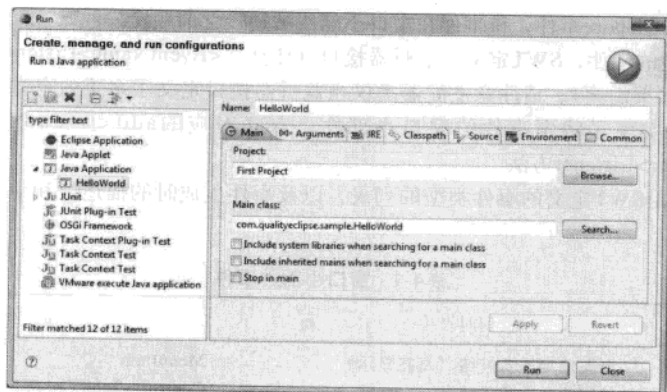 Run
Create, manage, and run configurations
Run a Java application
type filter text
Eclipse Application
Java Applet
Java Application
HelloWorld
JUnit
JUnit Plug-in Test
OSGi Framework
Task Context Plug-in Test
Task Context Test
Task Context Test
VMware execute Java application
Filter matched 12 of 12 items
Name: HelloWorld
Main Arguments JRE Classpath Source Environment Common
Project:
First Project
Browse...
Main class:
com.qualityeclipse.sample.HelloWorld
Search...
Include system libraries when searching for a main class
Include inherited mains when searching for a main class
Stop in main
Apply Revert
Run Close